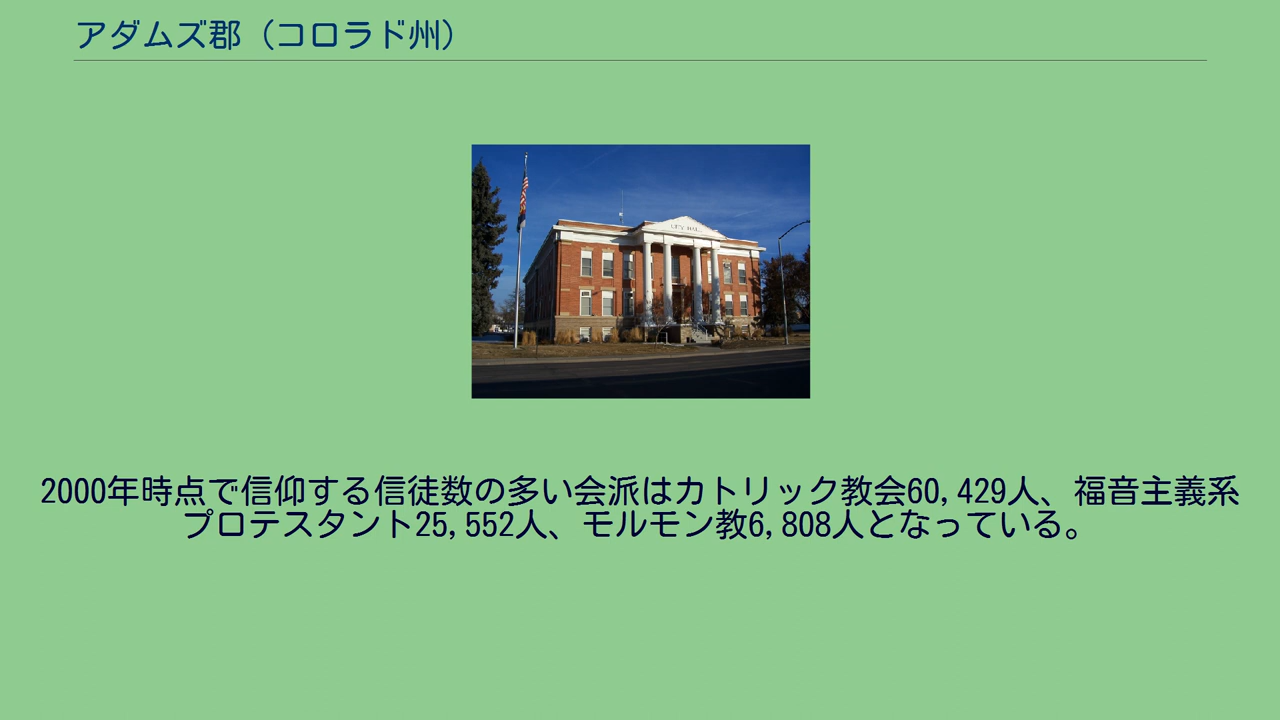 アダムズ郡（コロラド州）
CITY HALL
2000年時点で信仰する信徒数の多い会派はカトリック教会60,429人、福音主義系
プロテスタント25,552人、モルモン教6,808人となっている。